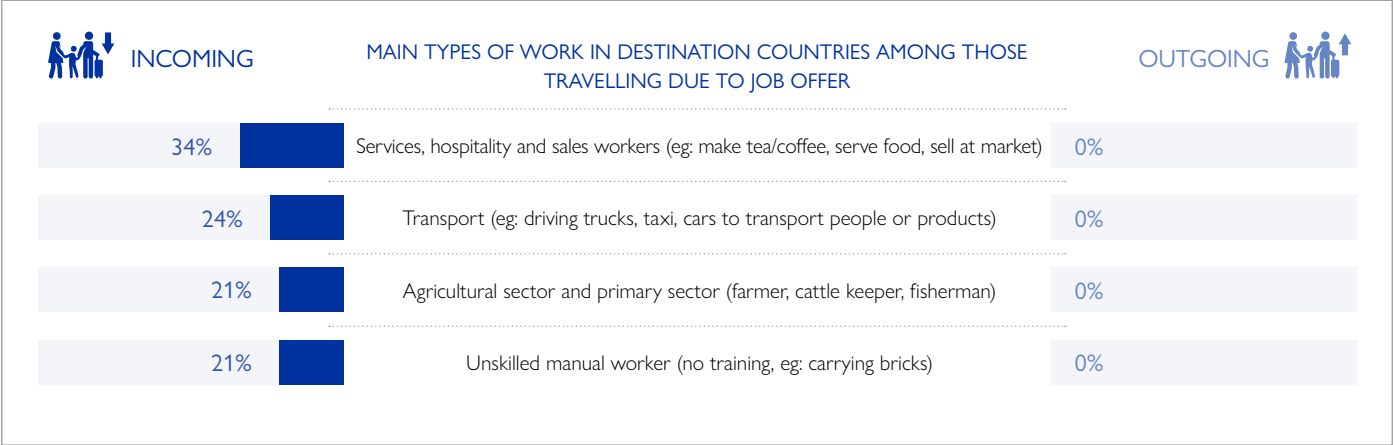 INCOMING
MAIN TYPES OF WORK IN DESTINATION COUNTRIES AMONG THOSE
TRAVELLING DUE TO JOB OFFER
OUTGOING
34%
Services, hospitality and sales workers (eg: make tea/coffee, serve food, sell at market)
0%
24%
Transport (eg: driving trucks, taxi, cars to transport people or products)
0%
21%
Agricultural sector and primary sector (farmer, cattle keeper, fisherman)
0%
21%
Unskilled manual worker (no training, eg: carrying bricks)
0%